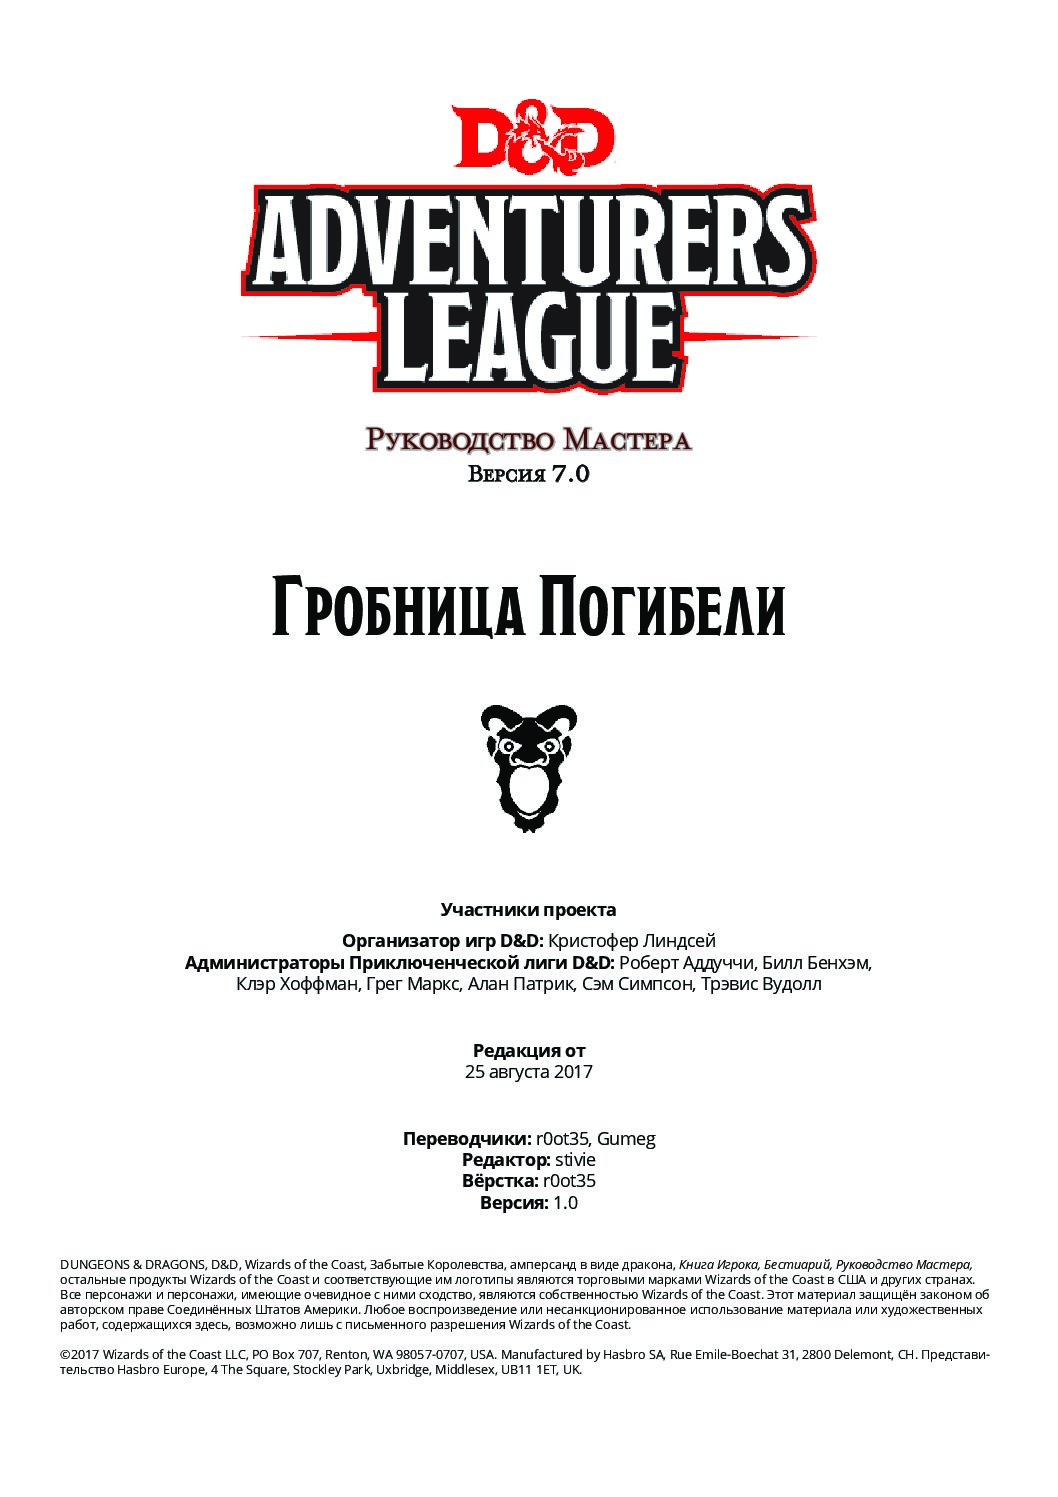 D&D
ADVENTURERS
LEAGUE
Руководство Мастера
Версия 7.0
Гробница Погибели
Участники проекта
Организатор игр D&D: Кристофер Линдсей
Администраторы Приключенческой лиги D&D: Роберт Аддуччи, Билл Бенхэм,
Клэр Хоффман, Грег Маркс, Алан Патрик, Сэм Симпсон, Трэвис Вудолл
Редакция от
25 августа 2017
Переводчики: r0ot35, Gumeg
Редактор: stivie
Вёрстка: r0ot35
Версия: 1.0
DUNGEONS & DRAGONS, D&D, Wizards of the Coast, Забытые Королевства, амперсанд в виде дракона, Книга Игрока, Бестиарий, Руководство Мастера,
остальные продукты Wizards of the Coast и соответствующие им логотипы являются торговыми марками Wizards of the Coast в США и других странах.
Все персонажи и персонажи, имеющие очевидное с ними сходство, являются собственностью Wizards of the Coast. Этот материал защищён законом об
авторском праве Соединённых Штатов Америки. Любое воспроизведение или несанкционированное использование материала или художественных
работ, содержащихся здесь, возможно лишь с письменного разрешения Wizards of the Coast.
©2017 Wizards of the Coast LLC, PO Box 707, Renton, WA 98057-0707, USA. Manufactured by Hasbro SA, Rue Emile-Boechat 31, 2800 Delemont, CH. Представи-
тельство Hasbro Europe, 4 The Square, Stockley Park, Uxbridge, Middlesex, UB11 1ET, UK.